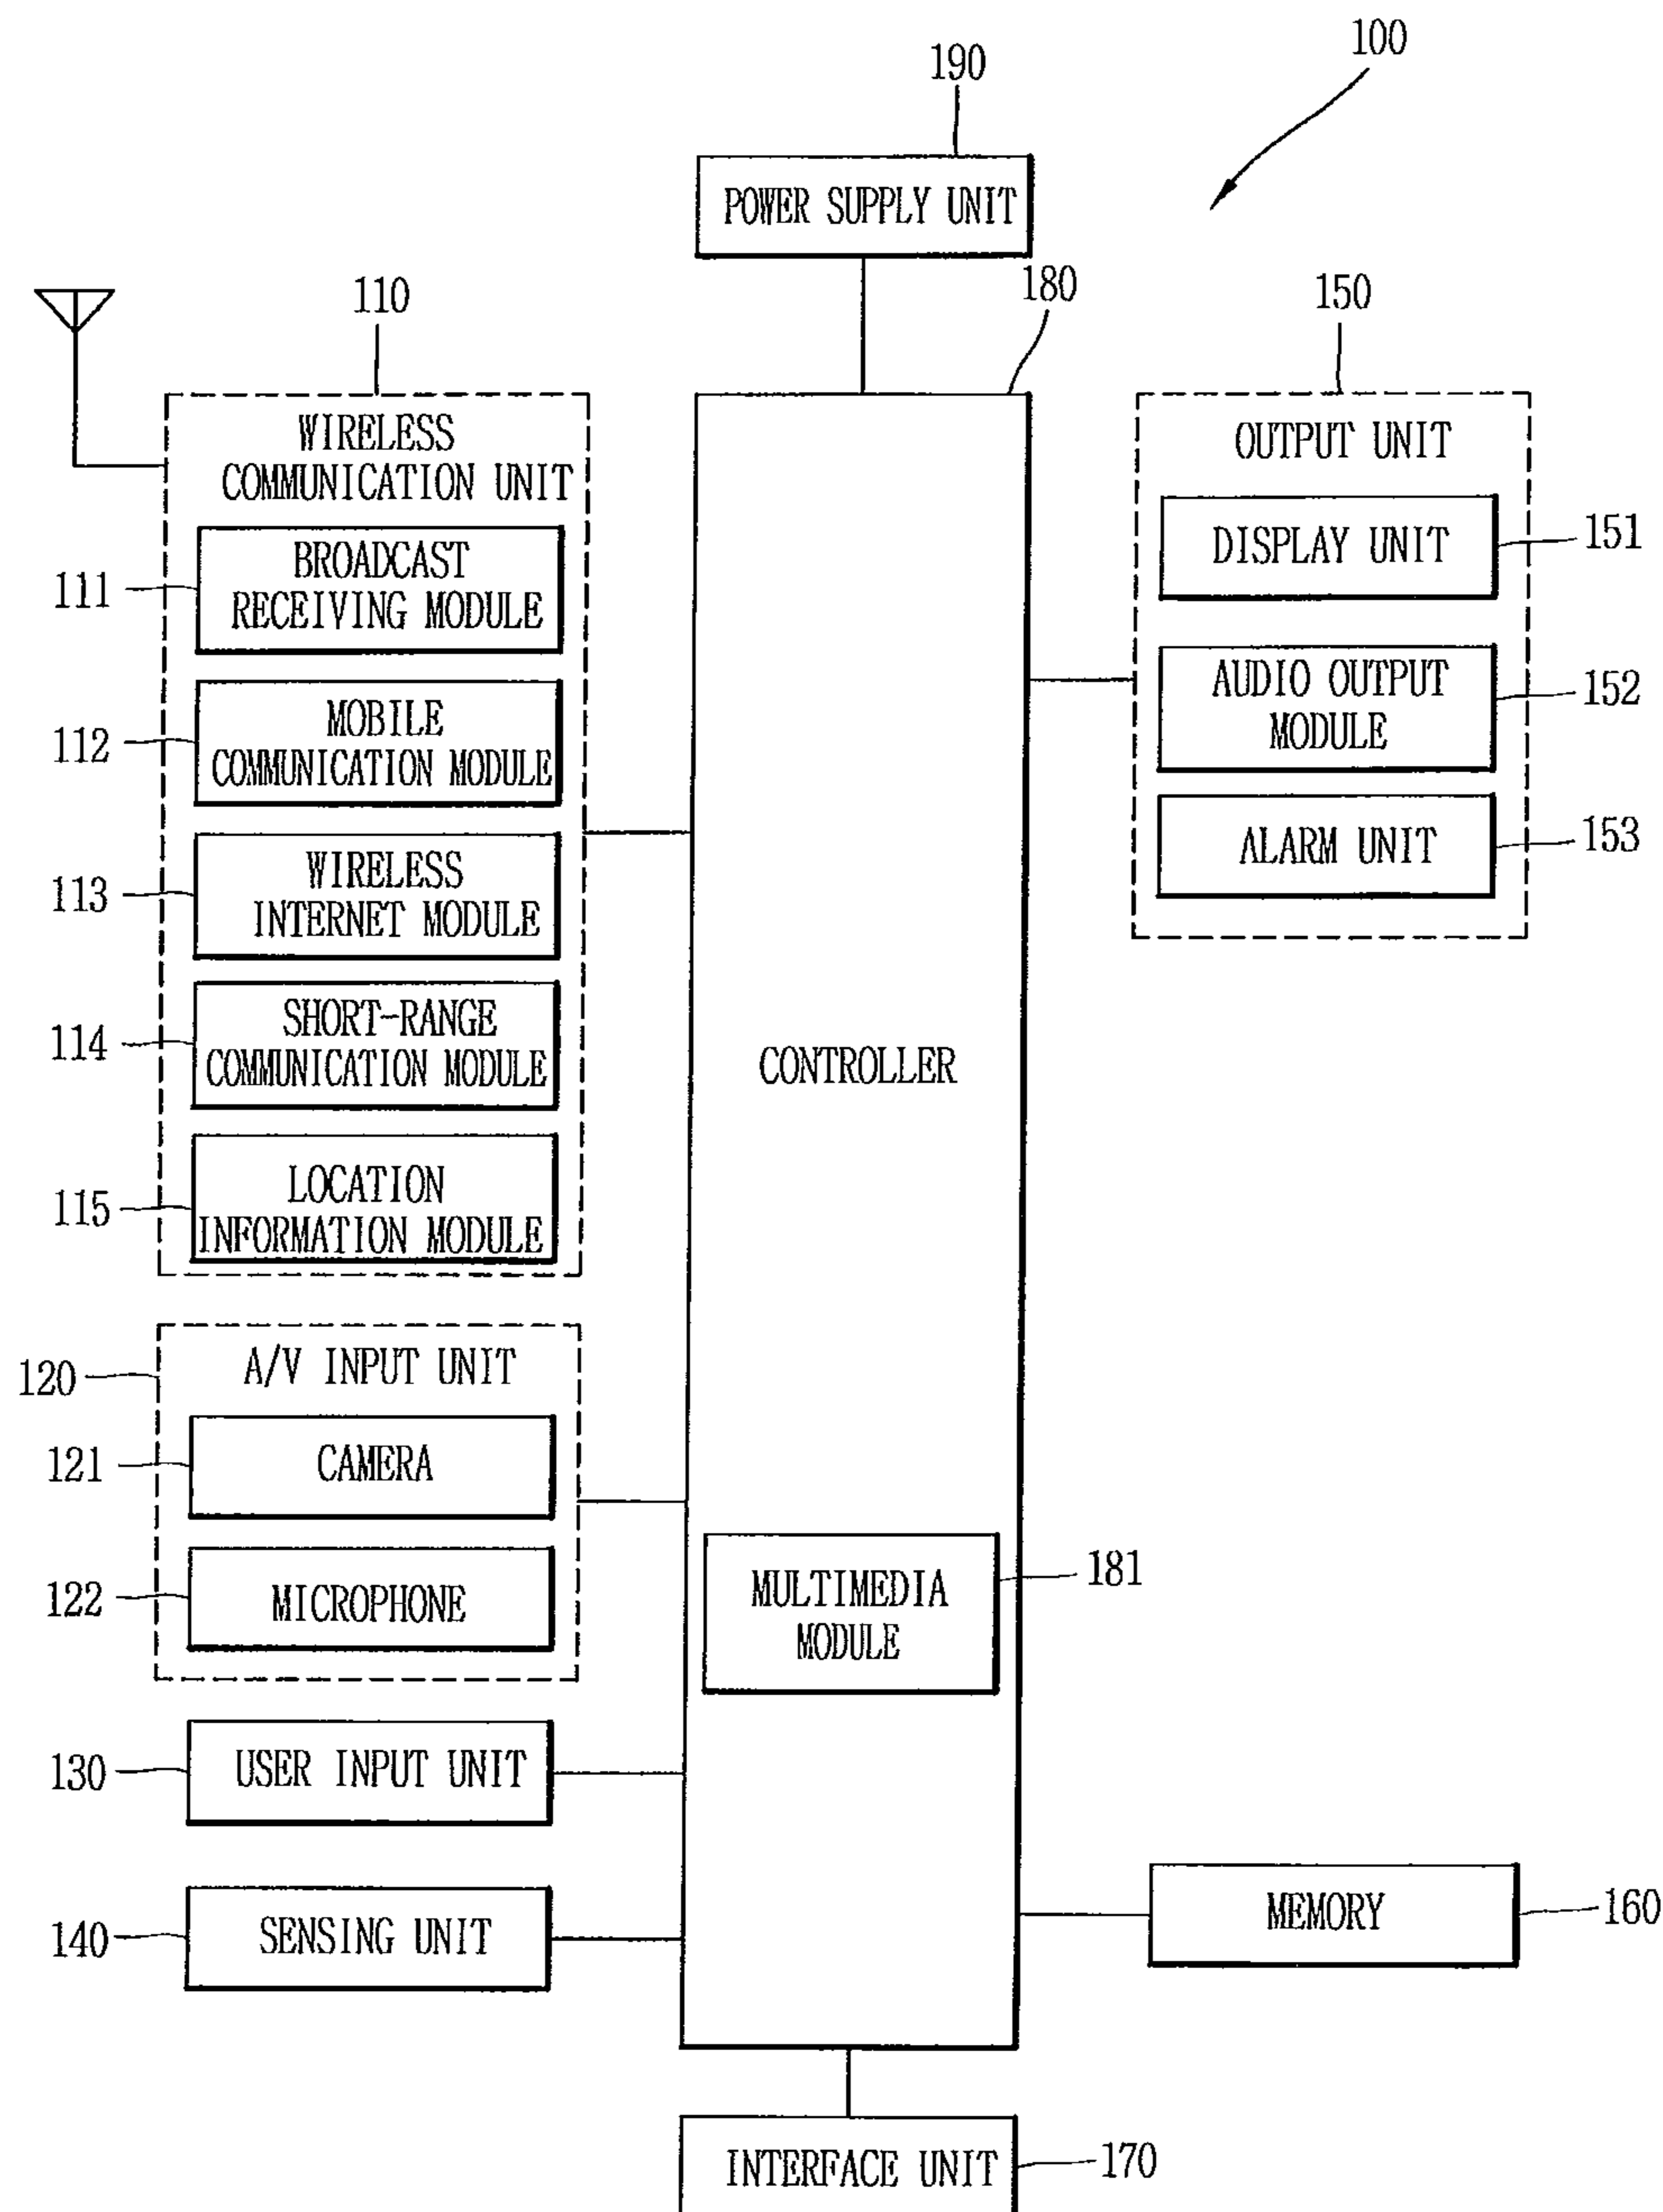 100
190
POWER SUPPLY UNIT
180
110
150
WIRELESS
COMMUNICATION UNIT
111
BROADCAST
RECEIVING MODULE
112
MOBILE
COMMUNICATION MODULE
113
WIRELESS
INTERNET MODULE
114
SHORT-RANGE
COMMUNICATION MODULE
115
LOCATION
INFORMATION MODULE
120
A/V INPUT UNIT
121
CAMERA
122
MICROPHONE
130
USER INPUT UNIT
140
SENSING UNIT
CONTROLLER
MULTIMEDIA
MODULE
181
OUTPUT UNIT
DISPLAY UNIT
151
AUDIO OUTPUT
MODULE
152
ALARM UNIT
153
MEMORY
160
INTERFACE UNIT
170